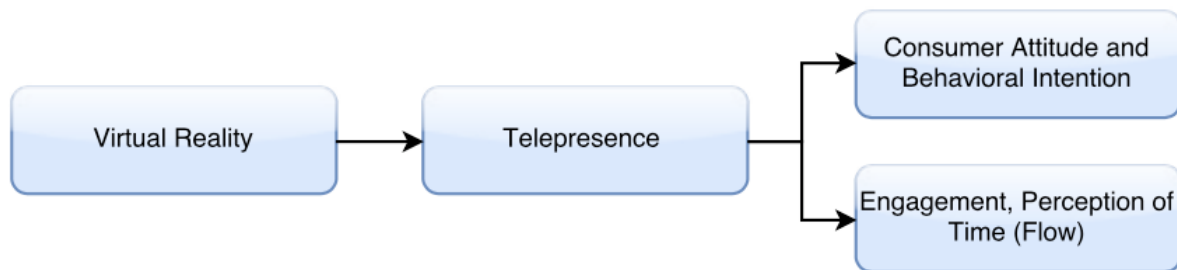 Virtual Reality
Telepresence
Consumer Attitude and
Behavioral Intention
Engagement, Perception of
Time (Flow)